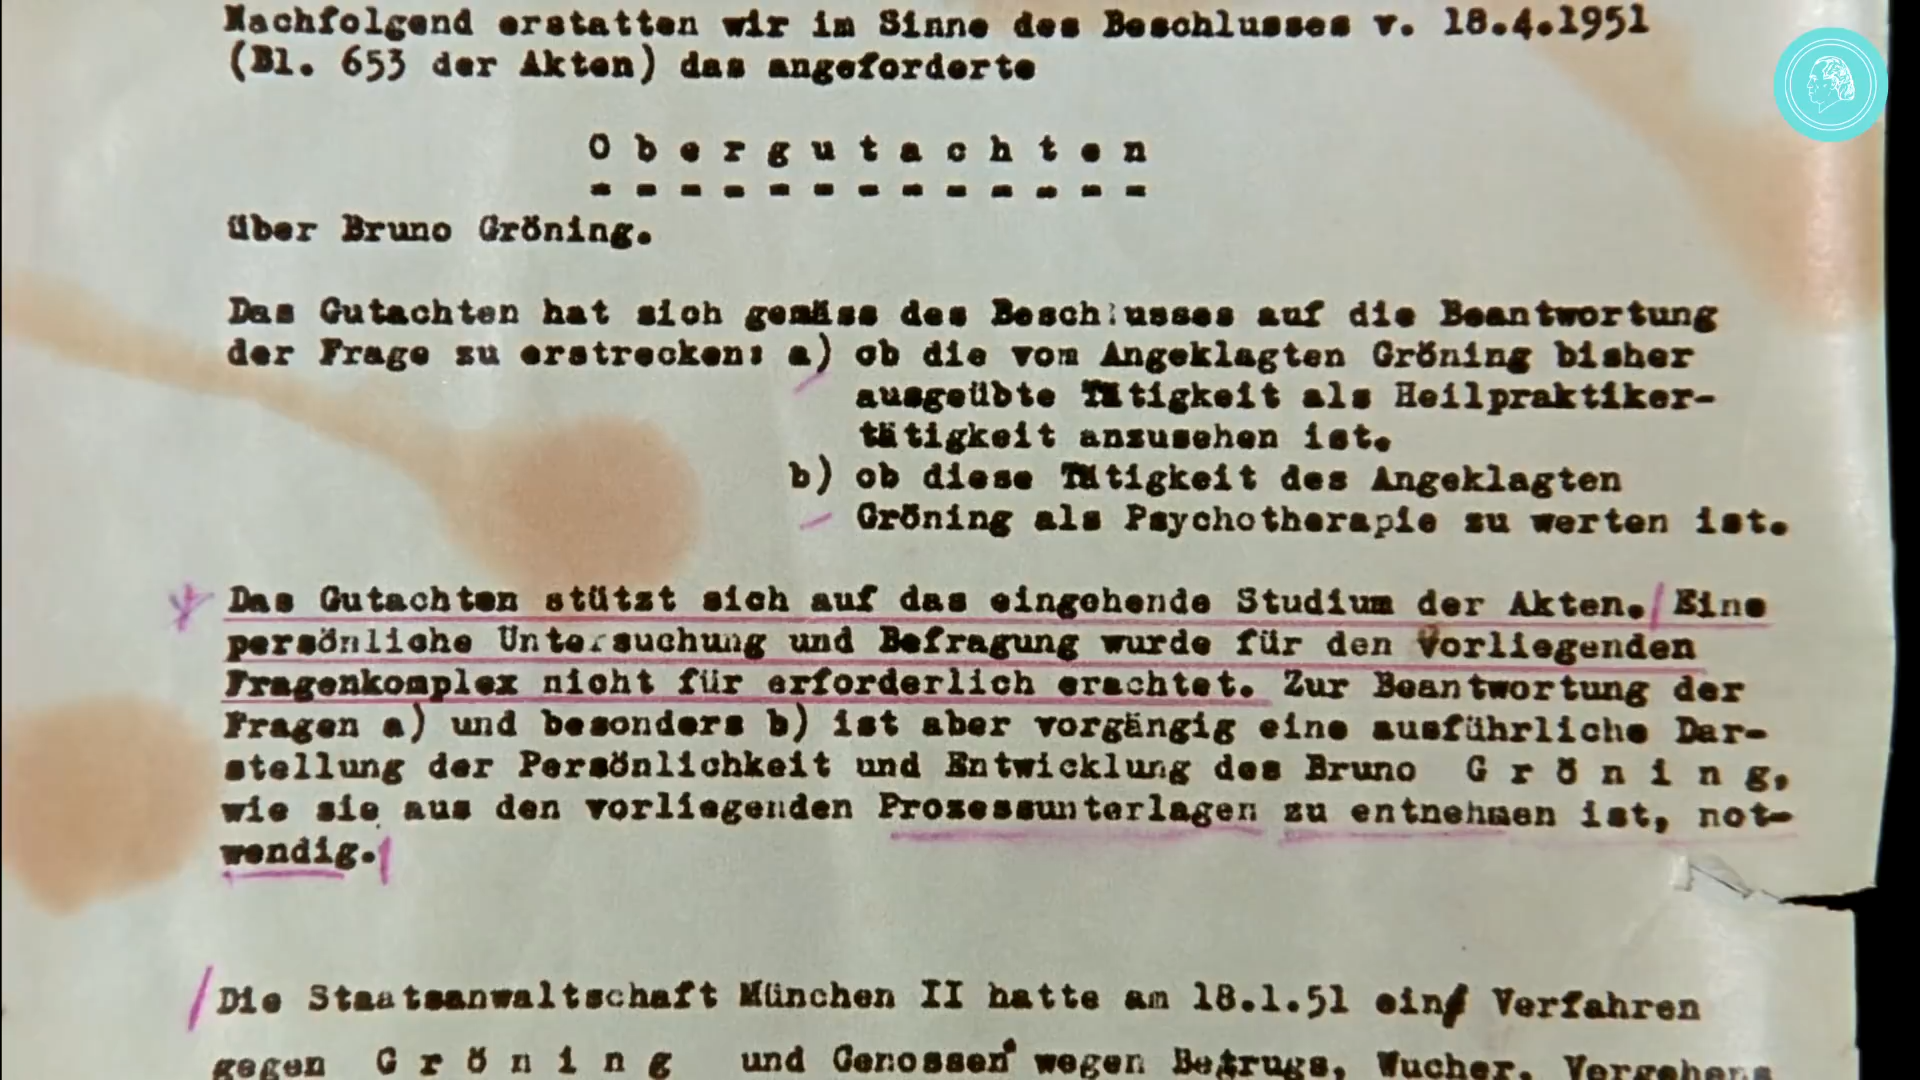 Nachfolgend erstatten wir im Sinne des Beschlusses v. 18.4.1951
(Bl. 653 der Akten) das angeforderte
O b e r g u t a c h t e n
- - - - - - - - - - - - -
über Bruno Gröning.
Das Gutachten hat sich gemäss des Beschlusses auf die Beantwortung
der Frage zu erstrecken: a) ob die vom Angeklagten Gröning bisher
ausgeübte Tätigkeit als Heilpraktiker-
tätigkeit anzusehen ist.
b) ob diese Tätigkeit des Angeklagten
Gröning als Psychotherapie zu werten ist.
Das Gutachten stützt sich auf das eingehende Studium der Akten. Eine
persönliche Untersuchung und Befragung wurde für den vorliegenden
Fragenkomplex nicht für erforderlich erachtet. Zur Beantwortung der
Fragen a) und besonders b) ist aber vorgängig eine ausführliche Dar-
stellung der Persönlichkeit und Entwicklung des Bruno G r ö n i n g,
wie sie aus den vorliegenden Prozessunterlagen zu entnehmen ist, not-
wendig.
Die Staatsanwaltschaft München II hatte am 18.1.51 ein Verfahren
gegen G r ö n i n g und Genossen wegen Betrugs, Wucher, Vergehens